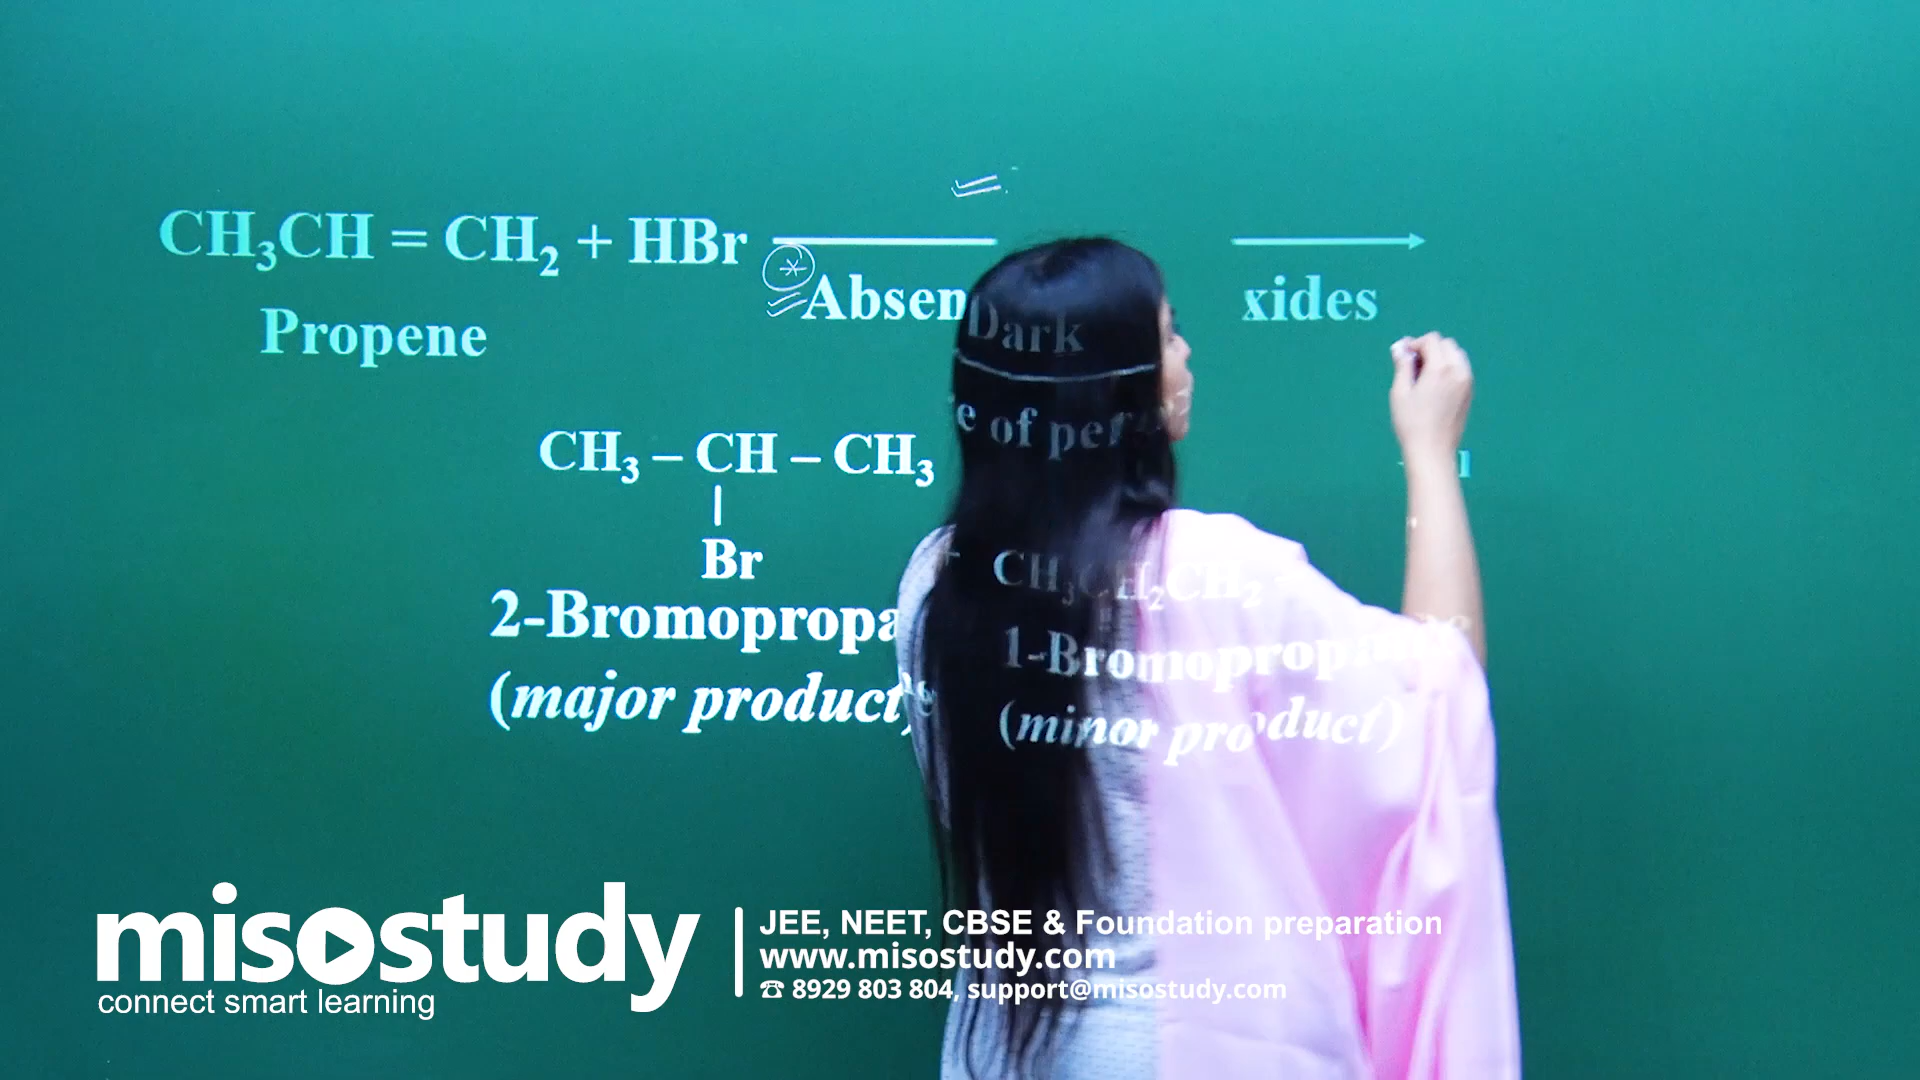 CH₃CH = CH₂ + HBr
Dark
Absen e of per xides
Propene
CH₃ – CH – CH₃
|
Br
+ CH₃CH₂CH₂ –
2-Bromopropa
1-Bromopropa
(major product)
(minor product)
misostudy
connect smart learning
JEE, NEET, CBSE & Foundation preparation
www.misostudy.com
☎ 8929 803 804, support@misostudy.com